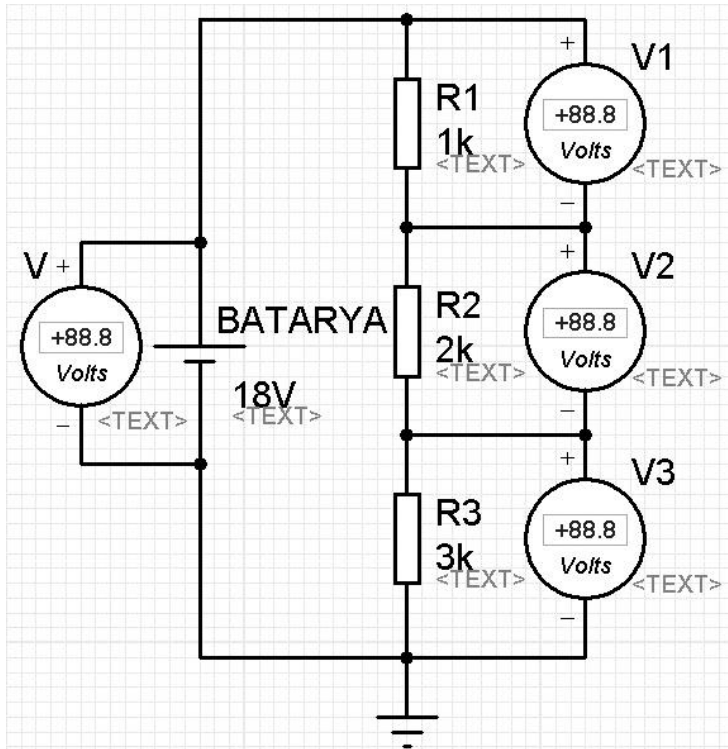 +
V1
R1
+88.8
1k
Volts
<TEXT>
<TEXT>
−
+
V +
V2
R2
BATARYA
+88.8
+88.8
2k
Volts
Volts
18V
<TEXT>
<TEXT>
<TEXT>
<TEXT>
−
−
+
V3
R3
+88.8
3k
Volts
<TEXT>
<TEXT>
−